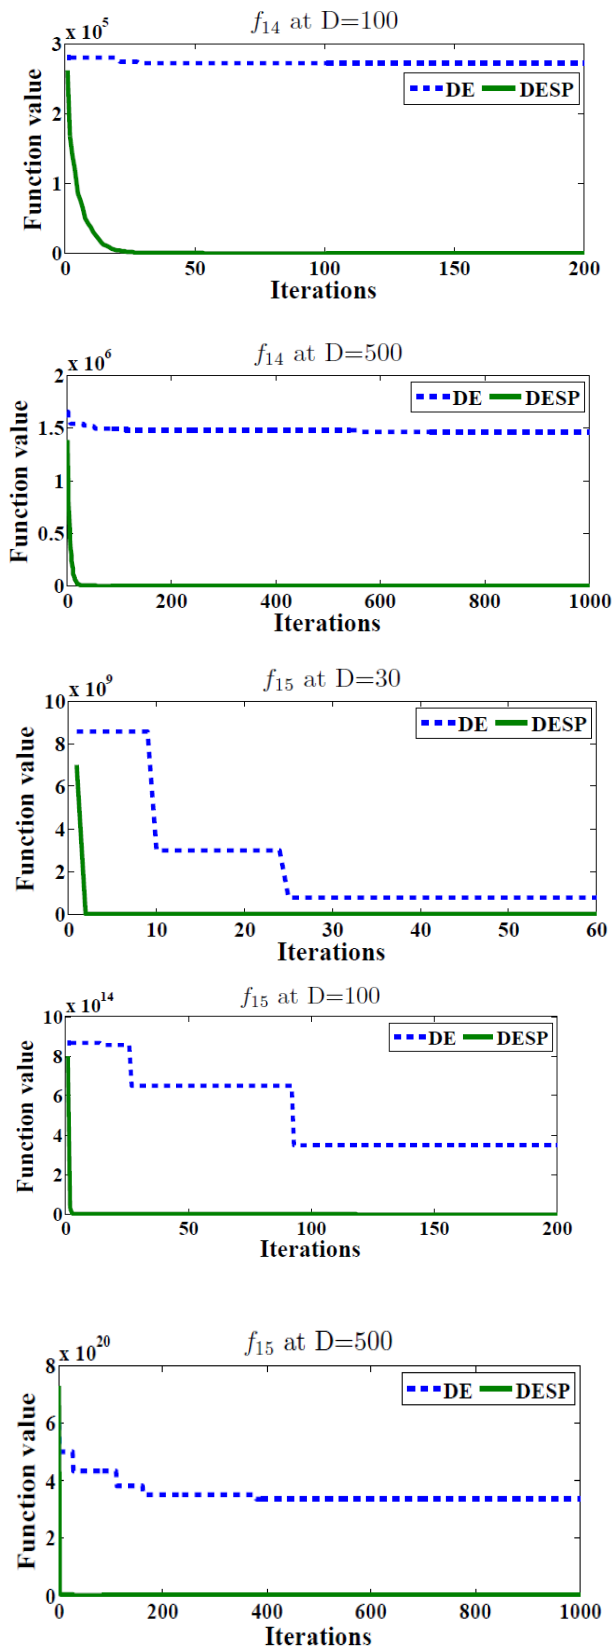 f14 at D=100
x 10^5
3
2
1
0
Function value
DE DESP
0 50 100 150 200
Iterations
f14 at D=500
x 10^6
2
1.5
1
0.5
0
Function value
DE DESP
0 200 400 600 800 1000
Iterations
f15 at D=30
x 10^9
10
8
6
4
2
0
Function value
DE DESP
0 10 20 30 40 50 60
Iterations
f15 at D=100
x 10^14
10
8
6
4
2
0
Function value
DE DESP
0 50 100 150 200
Iterations
f15 at D=500
x 10^20
8
6
4
2
0
Function value
DE DESP
0 200 400 600 800 1000
Iterations